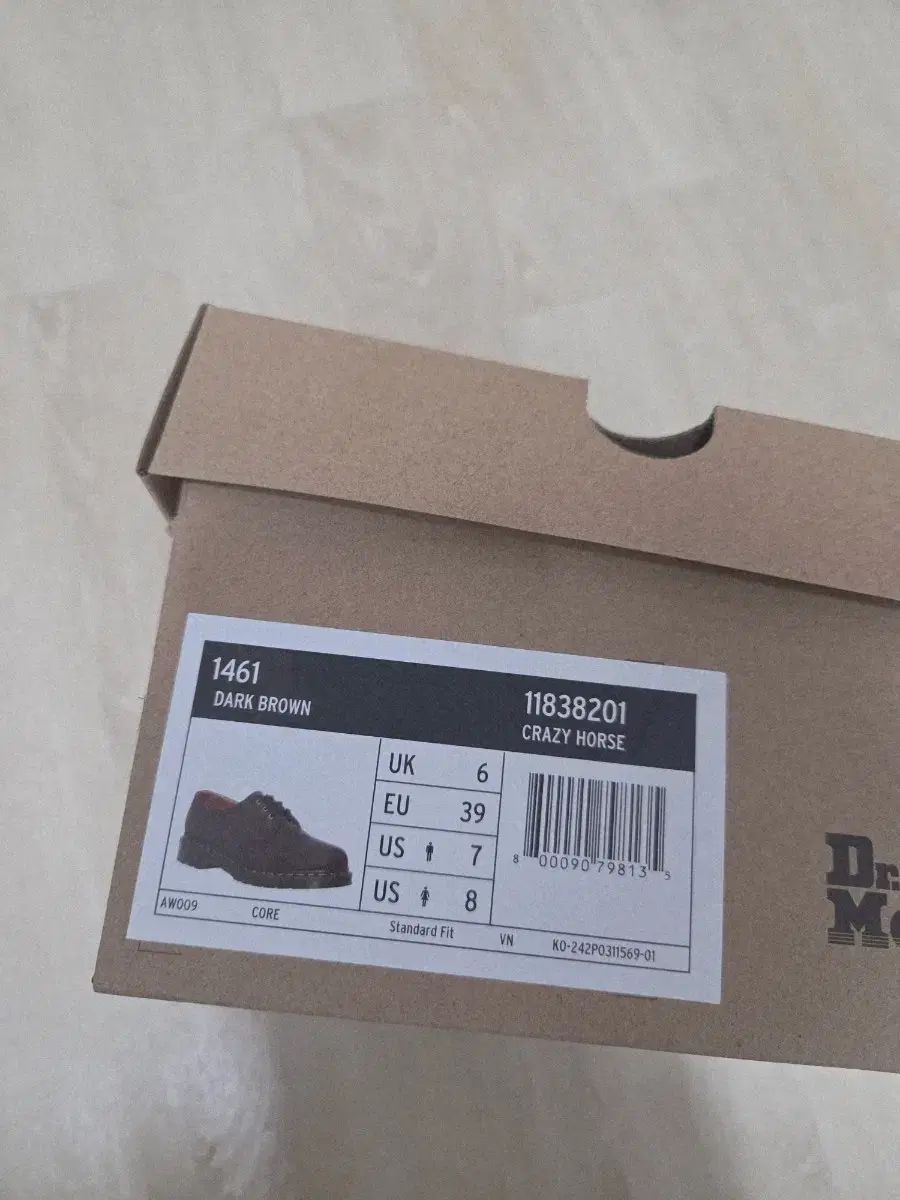 1461
DARK BROWN
11838201
CRAZY HORSE
UK 6
EU 39
US 7
US 8
8 00090 79813 5
AW009 CORE Standard Fit VN KO-242P0311569-01
Dr.